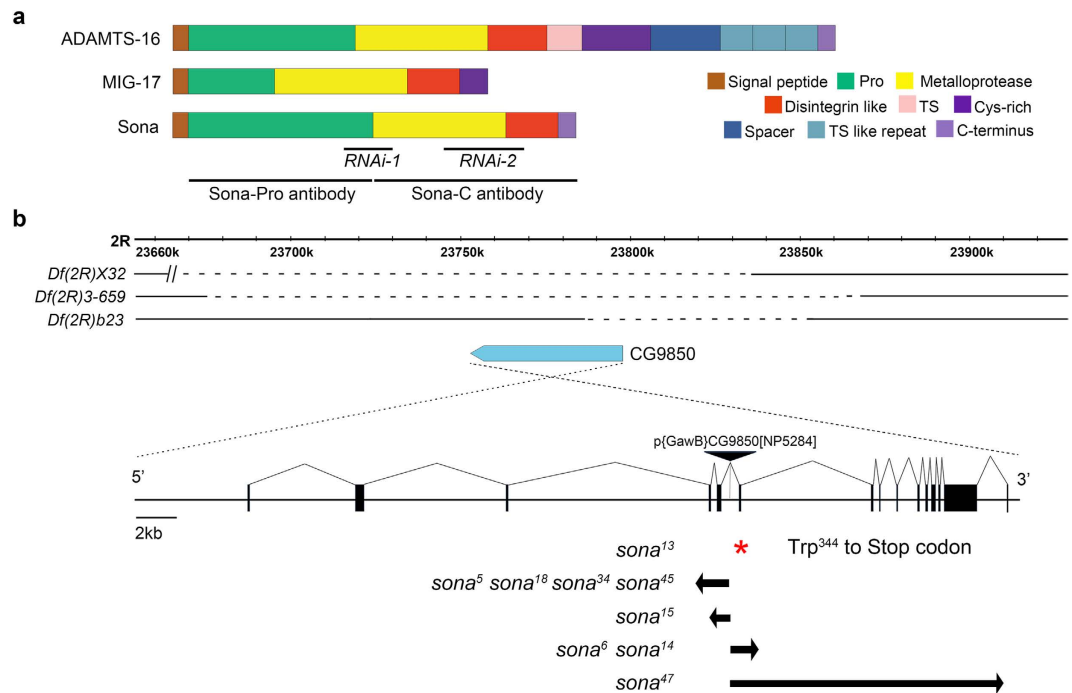 a
ADAMTS-16
MIG-17
Sona
RNAi-1
RNAi-2
Sona-Pro antibody
Sona-C antibody
Signal peptide Pro Metalloprotease
Disintegrin like TS Cys-rich
Spacer TS like repeat C-terminus
b
2R 23660k 23700k 23750k 23800k 23850k 23900k
Df(2R)X32
Df(2R)3-659
Df(2R)b23
CG9850
p{GawB}CG9850[NP5284]
5’ 3’
2kb
sona¹³ * Trp³⁴⁴ to Stop codon
sona⁵ sona¹⁸ sona³⁴ sona⁴⁵
sona¹⁵
sona⁶ sona¹⁴
sona⁴⁷